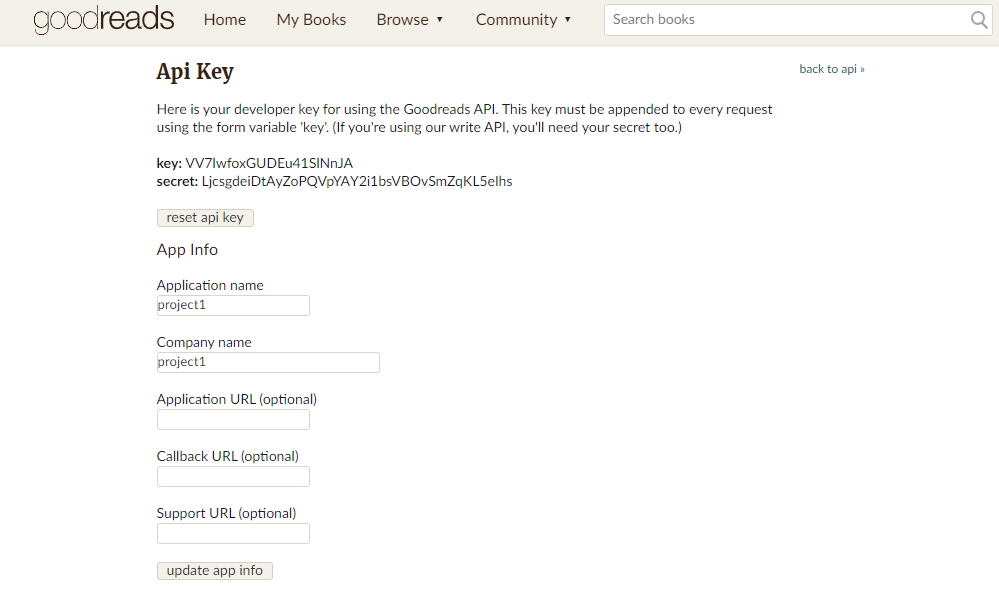 goodreads Home My Books Browse ▼ Community ▼ Search books
Api Key
back to api »
Here is your developer key for using the Goodreads API. This key must be appended to every request
using the form variable 'key'. (If you're using our write API, you'll need your secret too.)
key: VV7IwfoxGUDEu41SlNnJA
secret: LjcsgdeiDtAyZoPQVpYAY2i1bsVBOvSmZqKL5eIhs
reset api key
App Info
Application name
project1
Company name
project1
Application URL (optional)
Callback URL (optional)
Support URL (optional)
update app info